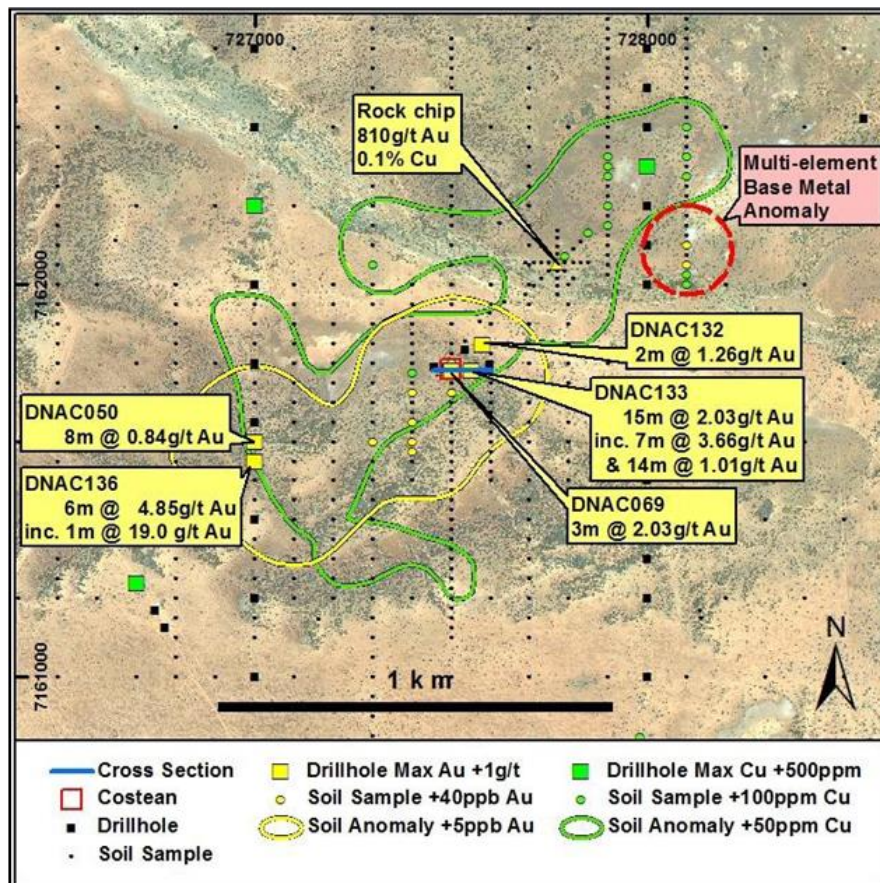 727000
728000
Rock chip
810g/t Au
0.1% Cu
Multi-element
Base Metal
Anomaly
7162000
DNAC132
2m @ 1.26g/t Au
DNAC050
8m @ 0.84g/t Au
DNAC133
15m @ 2.03g/t Au
inc. 7m @ 3.66g/t Au
& 14m @ 1.01g/t Au
DNAC136
6m @ 4.85g/t Au
inc. 1m @ 19.0 g/t Au
DNAC069
3m @ 2.03g/t Au
7161000
1 km
N
Cross Section
Drillhole Max Au +1g/t
Drillhole Max Cu +500ppm
Costean
Soil Sample +40ppb Au
Soil Sample +100ppm Cu
Drillhole
Soil Anomaly +5ppb Au
Soil Anomaly +50ppm Cu
Soil Sample